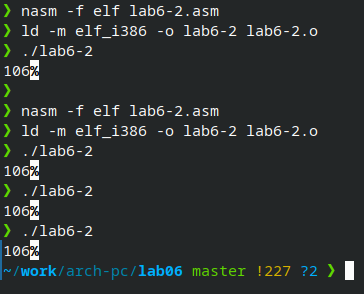 ❯ nasm -f elf lab6-2.asm
❯ ld -m elf_i386 -o lab6-2 lab6-2.o
❯ ./lab6-2
106%
❯
❯ nasm -f elf lab6-2.asm
❯ ld -m elf_i386 -o lab6-2 lab6-2.o
❯ ./lab6-2
106%
❯ ./lab6-2
106%
❯ ./lab6-2
106%
~/work/arch-pc/lab06 master !227 ?2 ❯